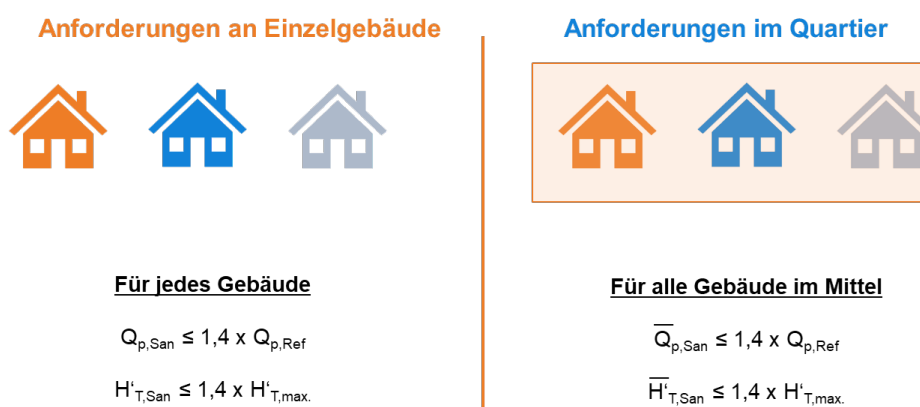 Anforderungen an Einzelgebäude
Für jedes Gebäude
Qp,San ≤ 1,4 x Qp,Ref
H‘T,San ≤ 1,4 x H‘T,max.
Anforderungen im Quartier
Für alle Gebäude im Mittel
Q̅p,San ≤ 1,4 x Qp,Ref
H̅‘T,San ≤ 1,4 x H‘T,max.